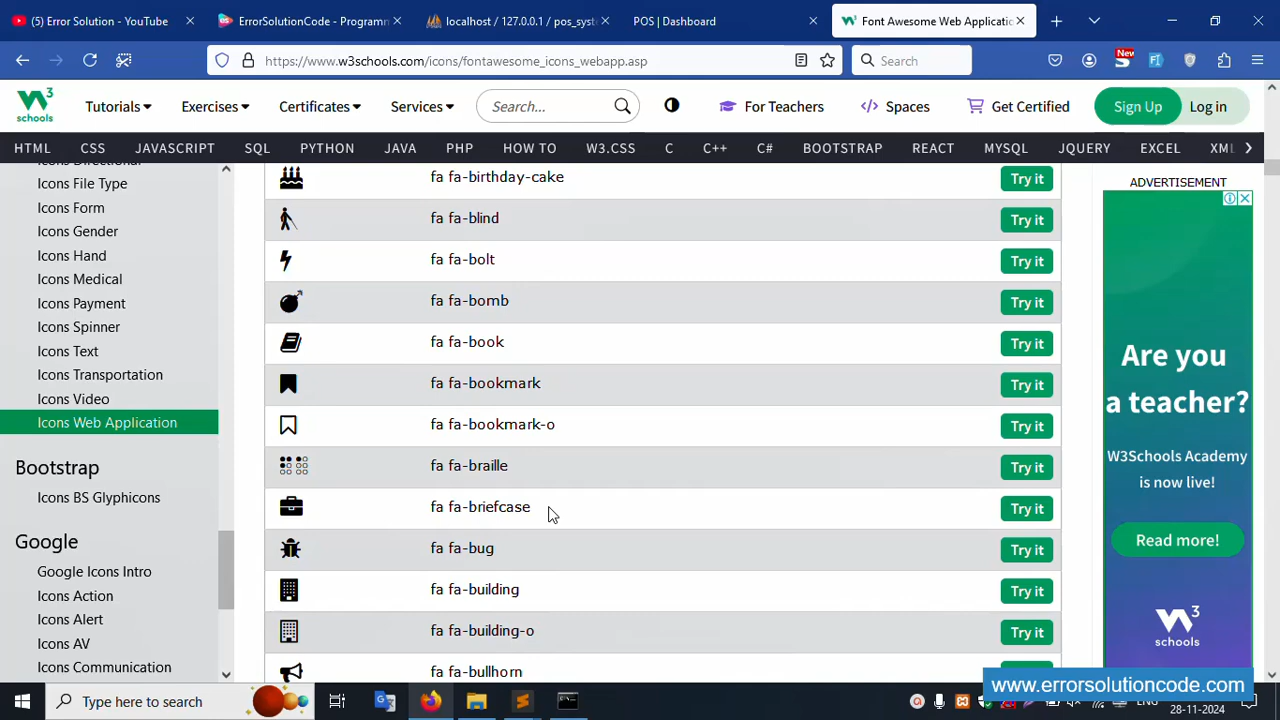 (5) Error Solution - YouTube
ErrorSolutionCode - Programm
localhost / 127.0.0.1 / pos_syst
POS | Dashboard
Font Awesome Web Applicatio
https://www.w3schools.com/icons/fontawesome_icons_webapp.asp
Search
New
W3
schools
Tutorials
Exercises
Certificates
Services
Search...
For Teachers
Spaces
Get Certified
Sign Up
Log in
HTML CSS JAVASCRIPT SQL PYTHON JAVA PHP HOW TO W3.CSS C C++ C# BOOTSTRAP REACT MYSQL JQUERY EXCEL XML
Icons Directional
Icons File Type
Icons Form
Icons Gender
Icons Hand
Icons Medical
Icons Payment
Icons Spinner
Icons Text
Icons Transportation
Icons Video
Icons Web Application
Bootstrap
Icons BS Glyphicons
Google
Google Icons Intro
Icons Action
Icons Alert
Icons AV
Icons Communication
fa fa-birthday-cake Try it
fa fa-blind Try it
fa fa-bolt Try it
fa fa-bomb Try it
fa fa-book Try it
fa fa-bookmark Try it
fa fa-bookmark-o Try it
fa fa-braille Try it
fa fa-briefcase Try it
fa fa-bug Try it
fa fa-building Try it
fa fa-building-o Try it
fa fa-bullhorn
ADVERTISEMENT
Are you
a teacher?
W3Schools Academy
is now live!
Read more!
W3
schools
www.errorsolutioncode.com
Type here to search
ENG
28-11-2024